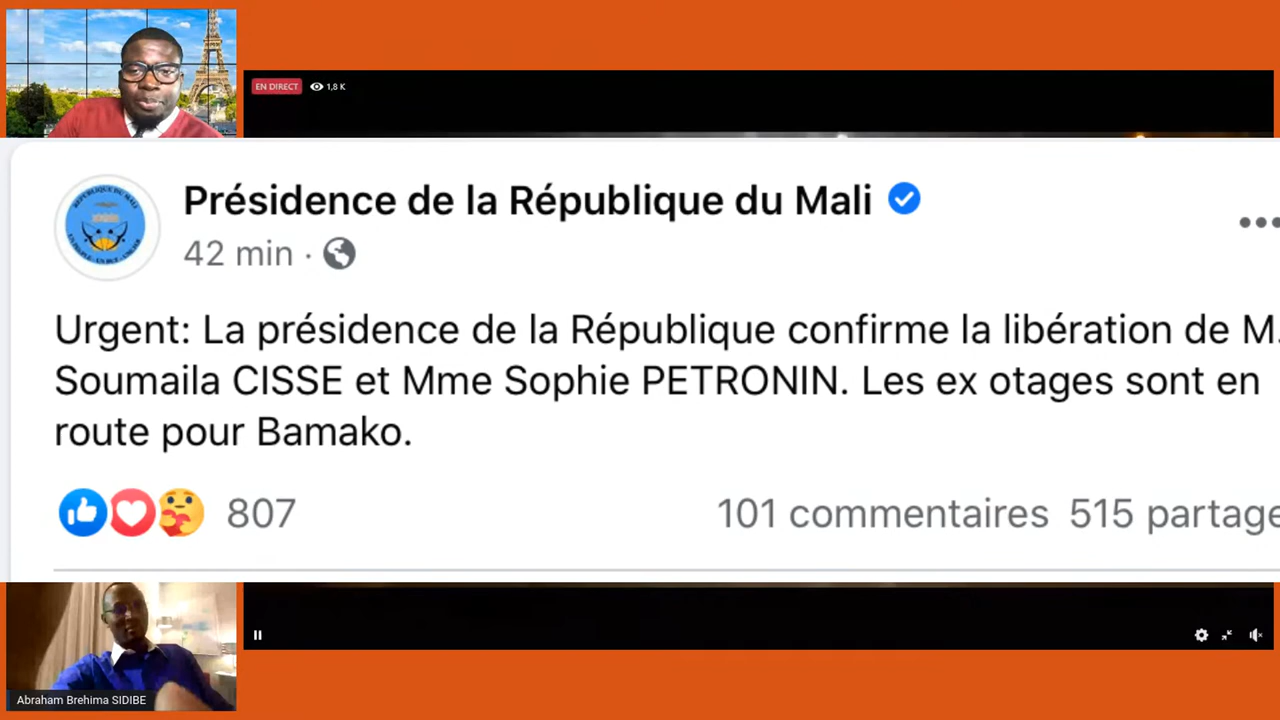 EN DIRECT 1,8 K
Présidence de la République du Mali
42 min ·
Urgent: La présidence de la République confirme la libération de M.
Soumaila CISSE et Mme Sophie PETRONIN. Les ex otages sont en
route pour Bamako.
807
101 commentaires 515 partage
Abraham Brehima SIDIBE